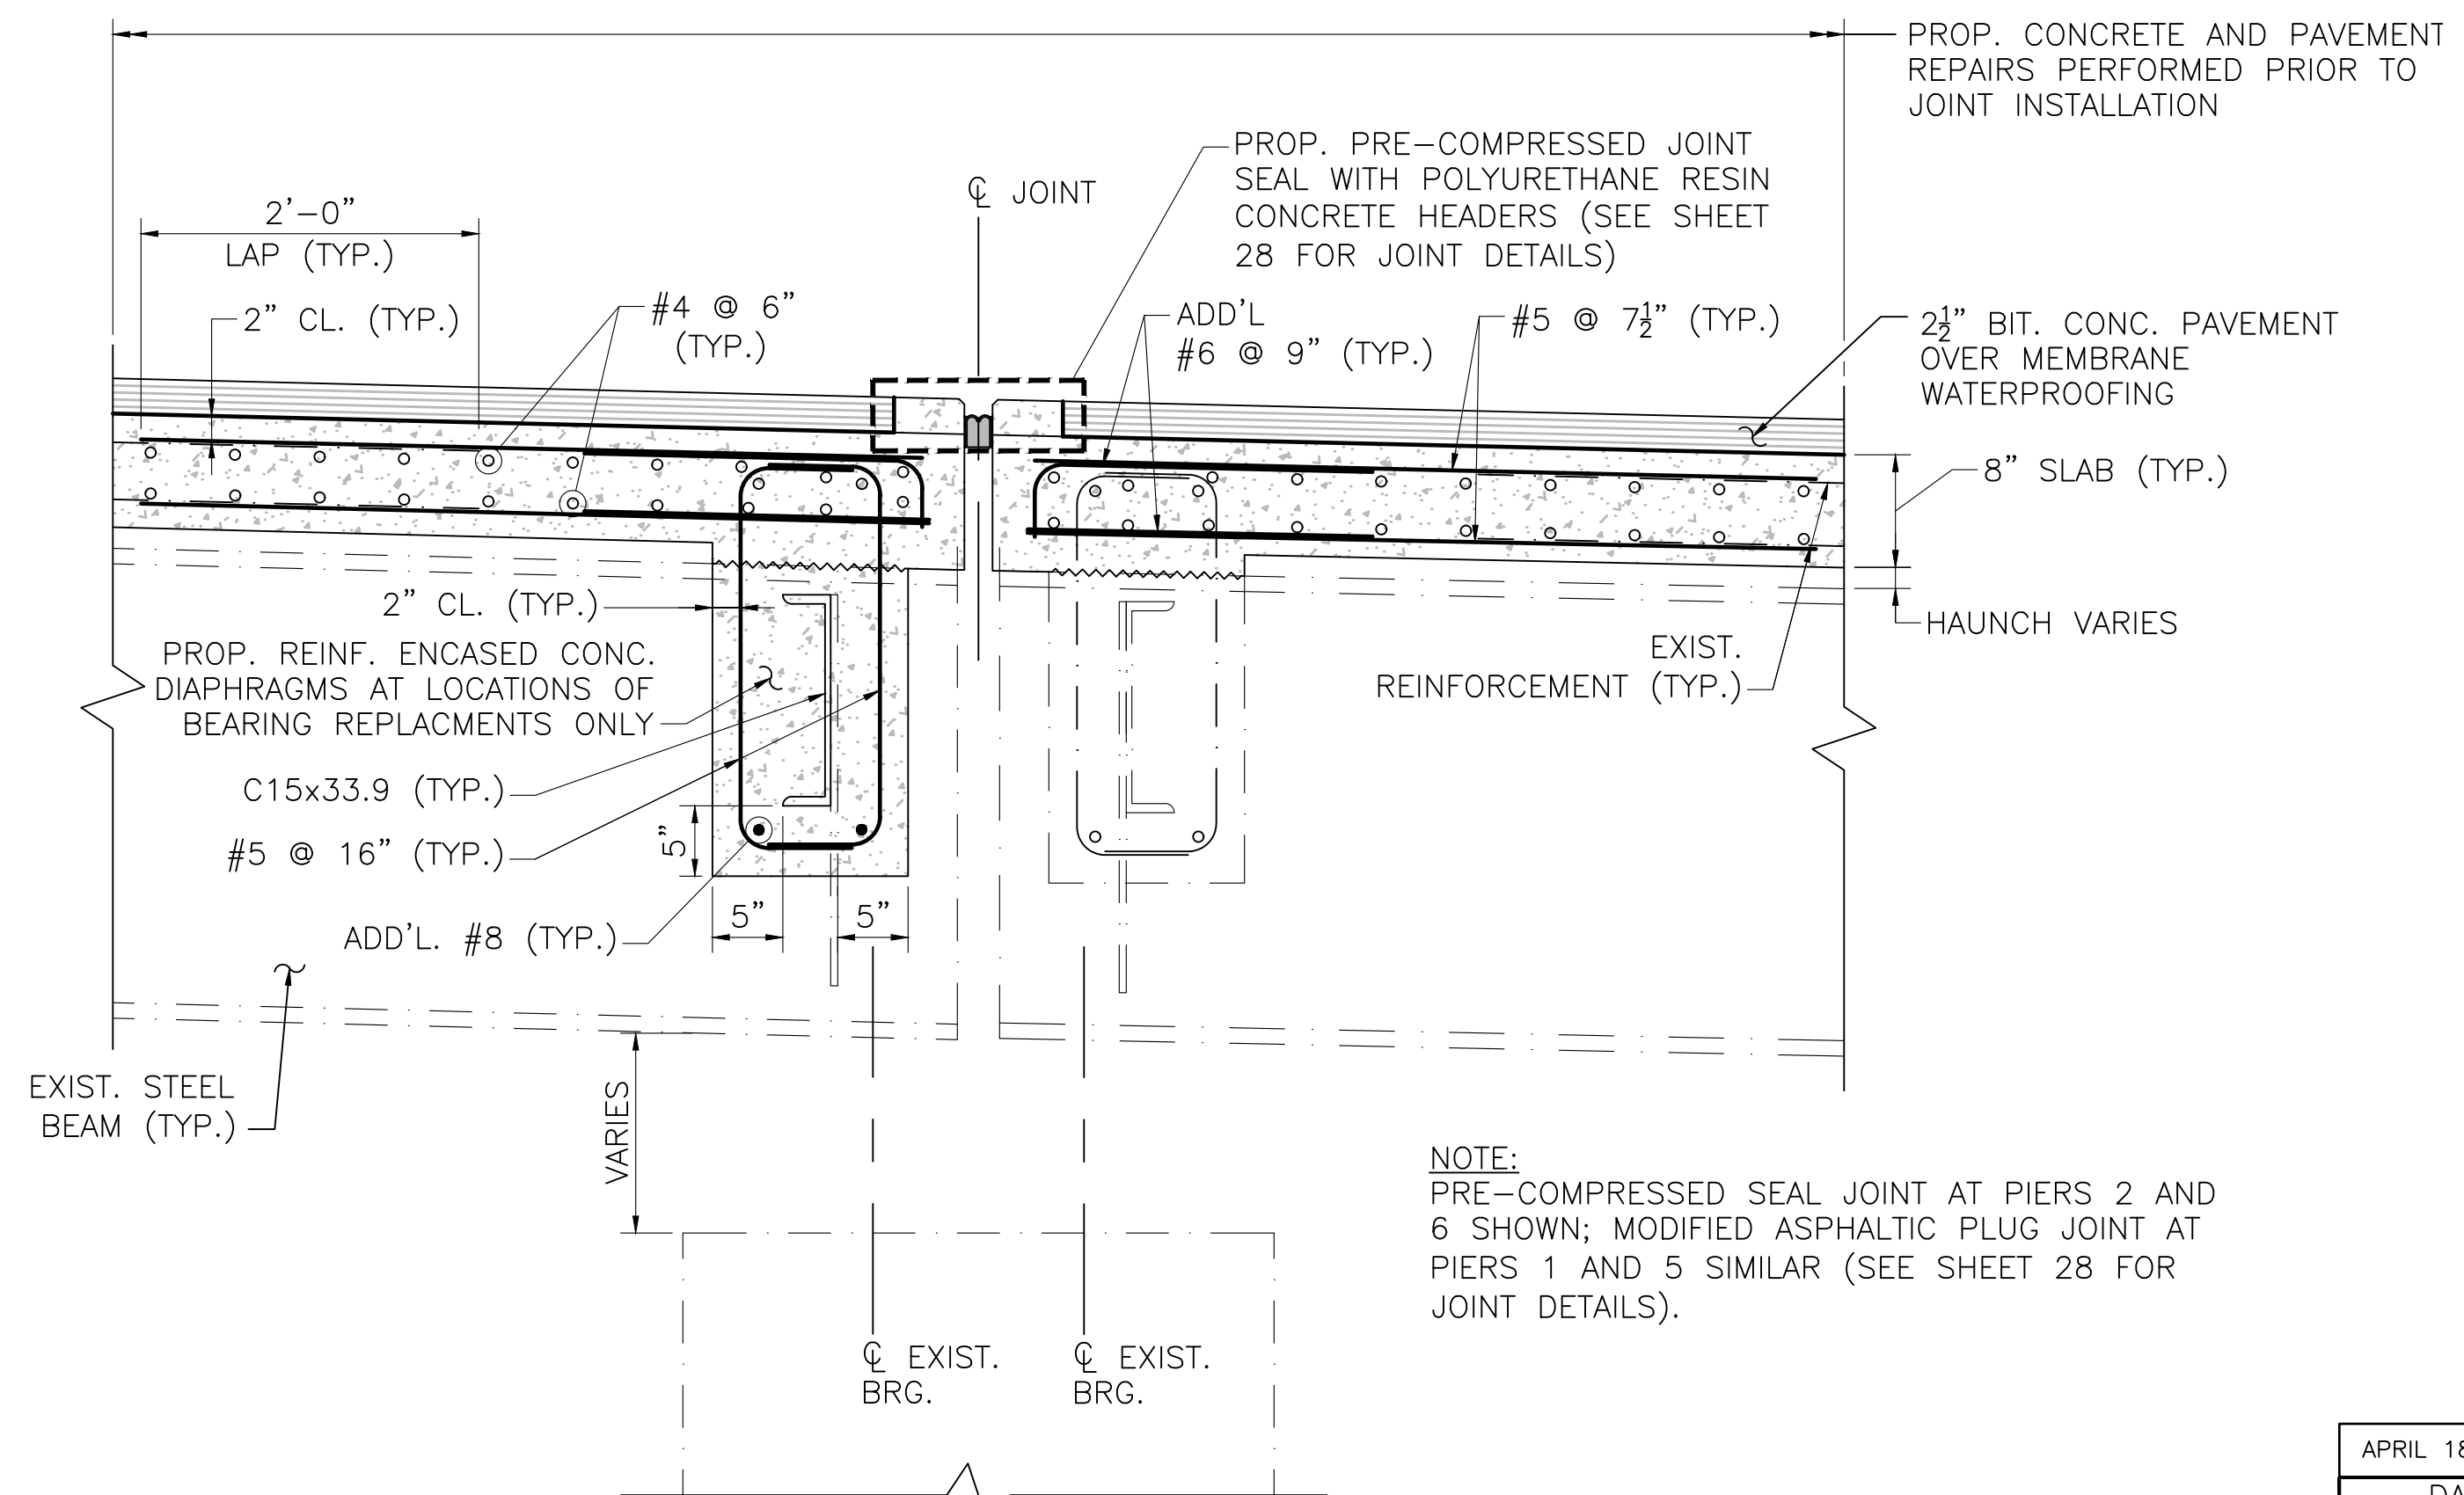 PROP. CONCRETE AND PAVEMENT
REPAIRS PERFORMED PRIOR TO
JOINT INSTALLATION
PROP. PRE-COMPRESSED JOINT
SEAL WITH POLYURETHANE RESIN
CONCRETE HEADERS (SEE SHEET
28 FOR JOINT DETAILS)
℄ JOINT
2'-0"
LAP (TYP.)
2" CL. (TYP.)
#4 @ 6"
(TYP.)
ADD'L
#6 @ 9" (TYP.)
#5 @ 7½" (TYP.)
2½" BIT. CONC. PAVEMENT
OVER MEMBRANE
WATERPROOFING
8" SLAB (TYP.)
HAUNCH VARIES
2" CL. (TYP.)
EXIST.
REINFORCEMENT (TYP.)
PROP. REINF. ENCASED CONC.
DIAPHRAGMS AT LOCATIONS OF
BEARING REPLACMENTS ONLY
C15x33.9 (TYP.)
#5 @ 16" (TYP.)
5"
5"
5"
ADD'L. #8 (TYP.)
EXIST. STEEL
BEAM (TYP.)
VARIES
NOTE:
PRE-COMPRESSED SEAL JOINT AT PIERS 2 AND
6 SHOWN; MODIFIED ASPHALTIC PLUG JOINT AT
PIERS 1 AND 5 SIMILAR (SEE SHEET 28 FOR
JOINT DETAILS).
℄ EXIST.
BRG.
℄ EXIST.
BRG.
APRIL 18